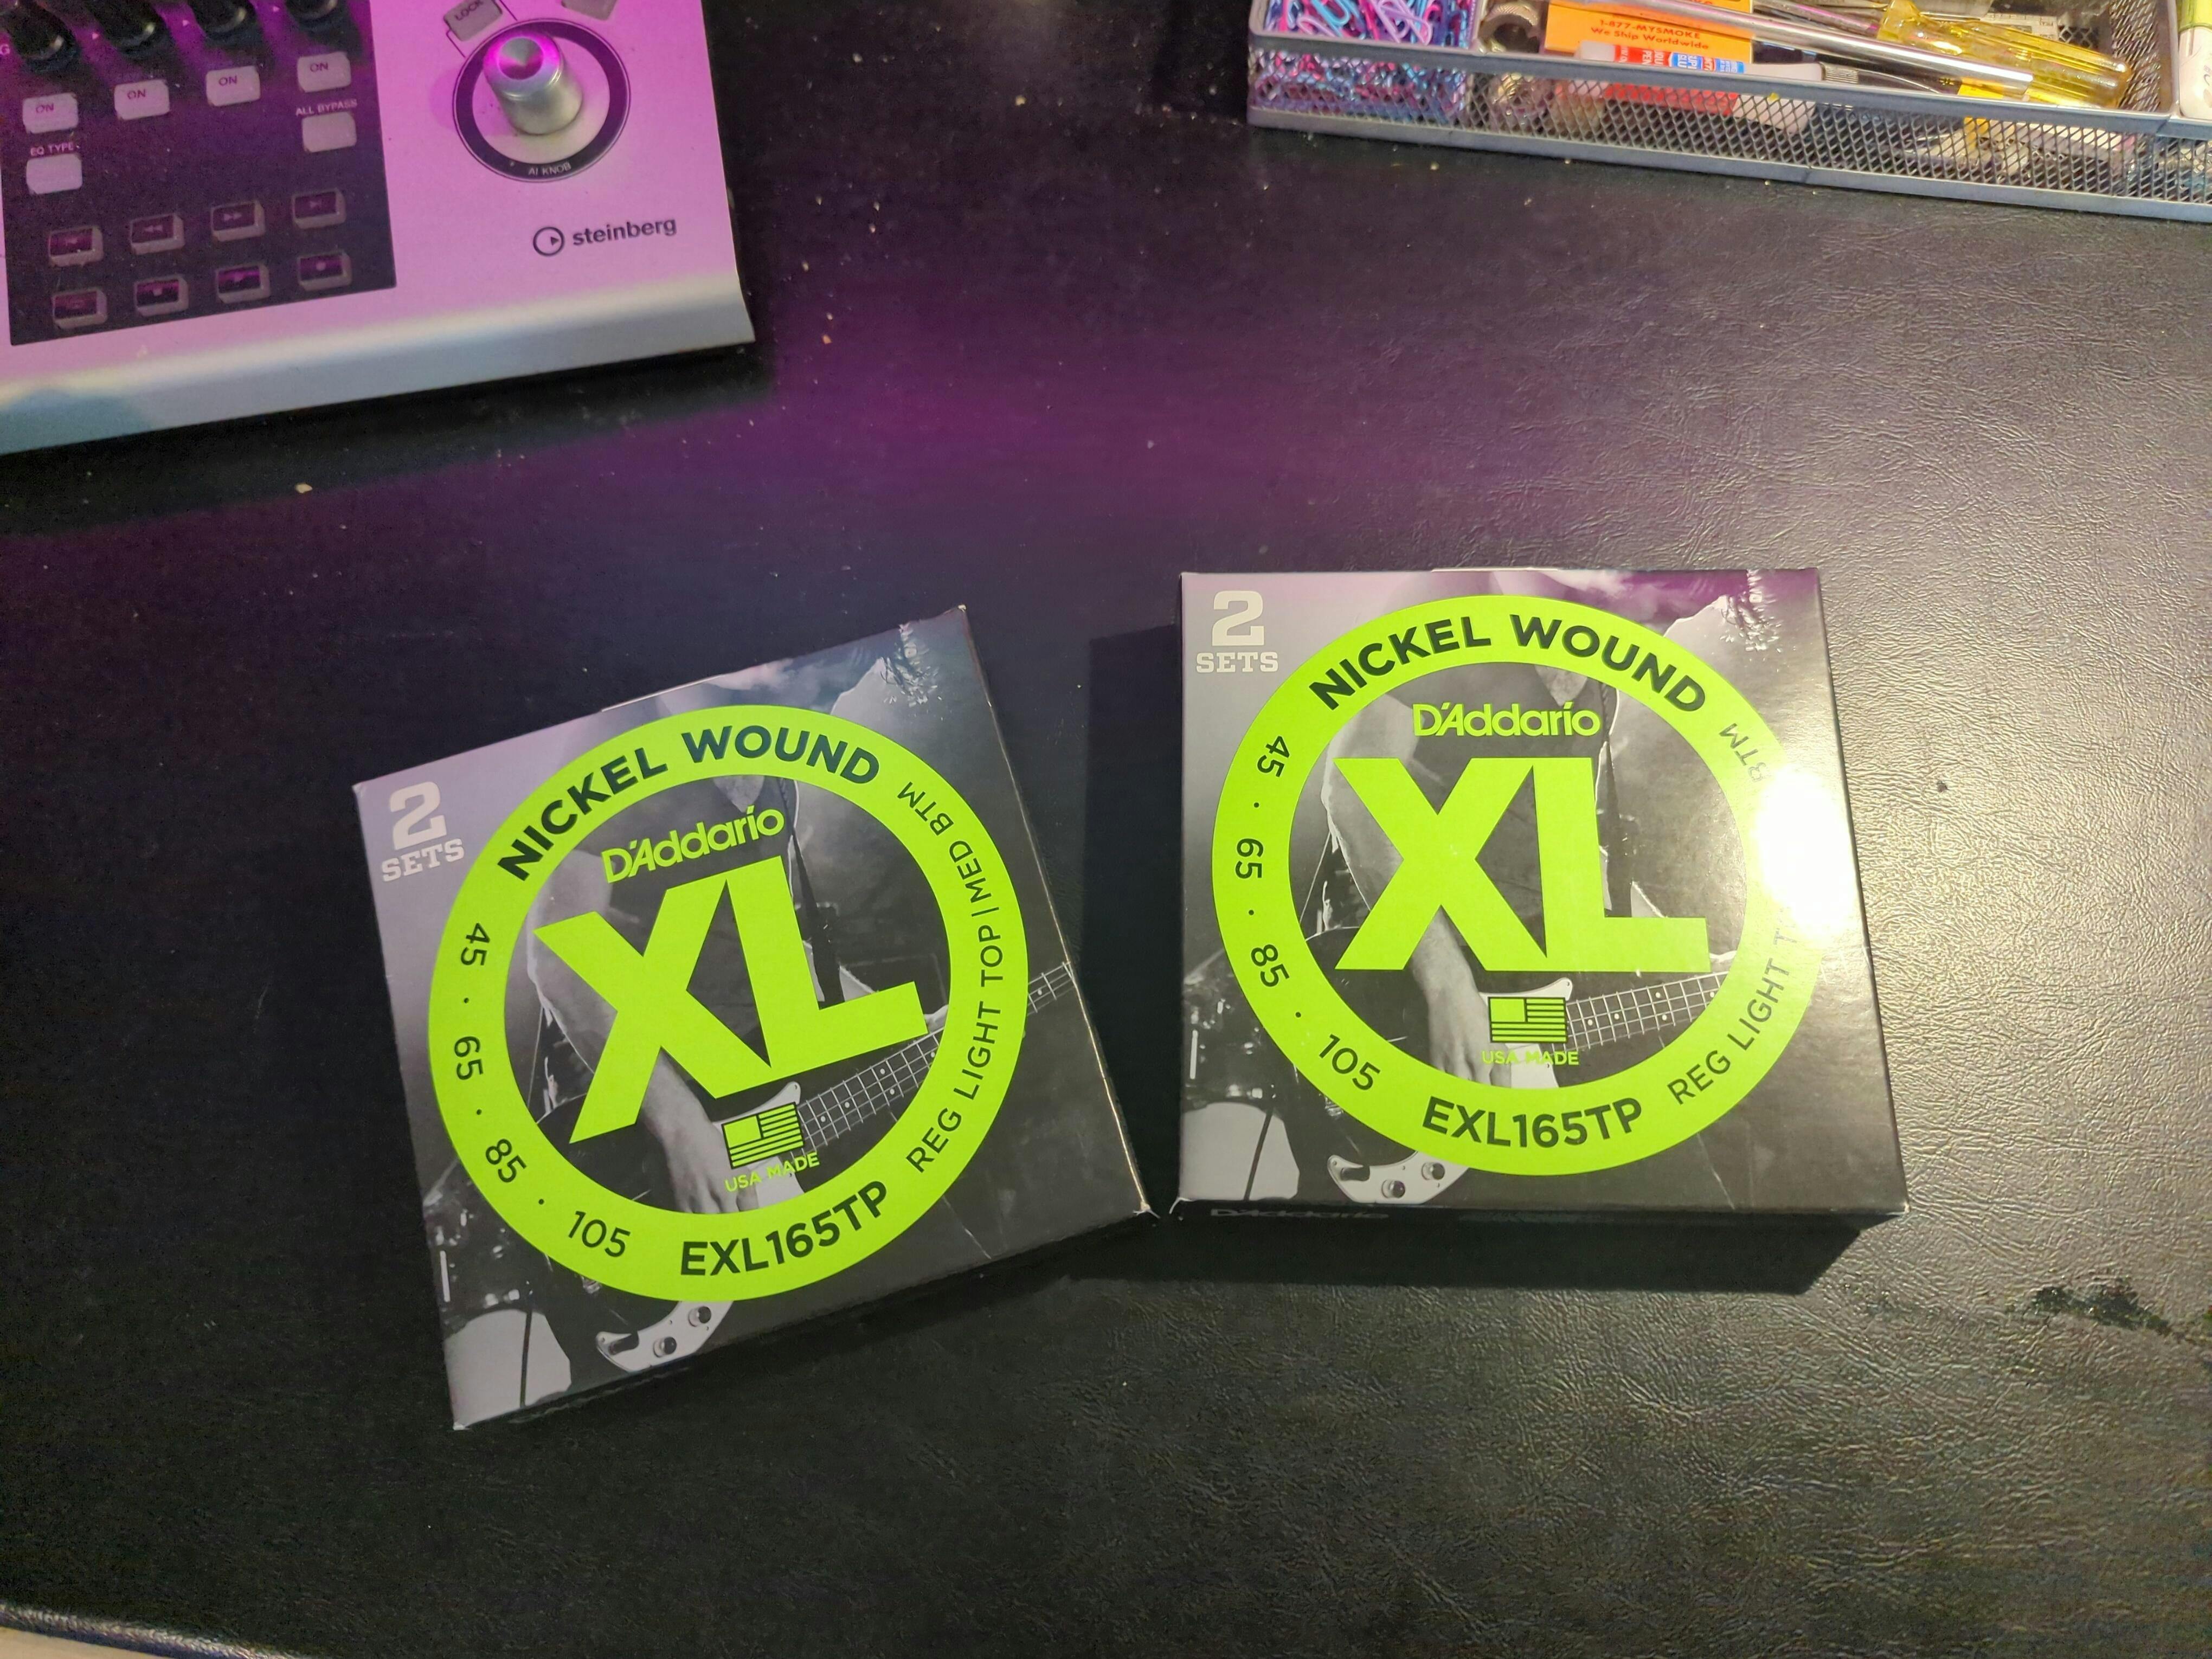 LOCK
ON
ON
ON
ON
ALL BYPASS
EQ TYPE
AI KNOB
steinberg
1-877-MYSMOKE
We Ship Worldwide
2
SETS
NICKEL WOUND
D'Addario
XL
45 · 65 · 85 · 105
REG LIGHT TOP | MED BTM
USA MADE
EXL165TP
2
SETS
NICKEL WOUND
D'Addario
XL
45 · 65 · 85 · 105
REG LIGHT T
BTM
USA MADE
EXL165TP
D'Addario